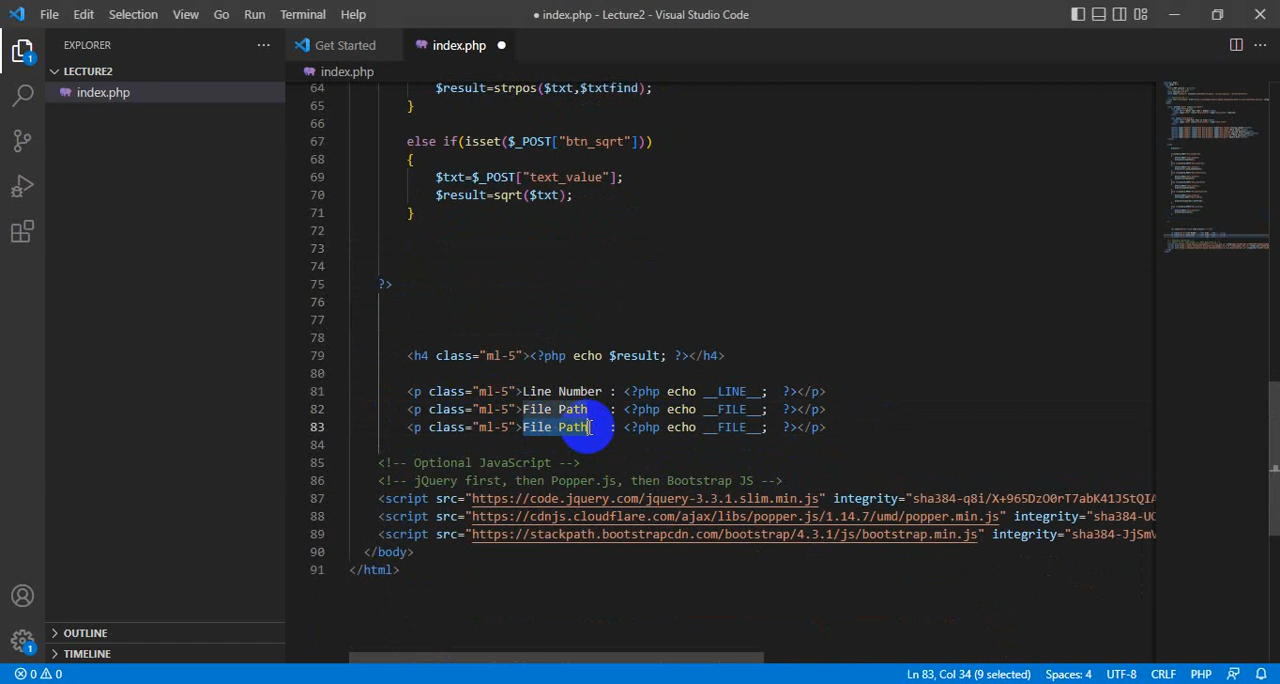 File Edit Selection View Go Run Terminal Help
● index.php - Lecture2 - Visual Studio Code
EXPLORER
Get Started
index.php
LECTURE2
index.php
index.php
64 $result=strpos($txt,$txtfind);
65 }
66
67 else if(isset($_POST["btn_sqrt"]))
68 {
69 $txt=$_POST["text_value"];
70 $result=sqrt($txt);
71 }
72
73
74
75 ?>
76
77
78
79 <h4 class="ml-5"><?php echo $result; ?></h4>
80
81 <p class="ml-5">Line Number : <?php echo __LINE__;  ?></p>
82 <p class="ml-5">File Path   : <?php echo __FILE__;  ?></p>
83 <p class="ml-5">File Path   : <?php echo __FILE__;  ?></p>
84
85 <!-- Optional JavaScript -->
86 <!-- jQuery first, then Popper.js, then Bootstrap JS -->
87 <script src="https://code.jquery.com/jquery-3.3.1.slim.min.js" integrity="sha384-q8i/X+965DzO0rT7abK41JStQIA
88 <script src="https://cdnjs.cloudflare.com/ajax/libs/popper.js/1.14.7/umd/popper.min.js" integrity="sha384-UO
89 <script src="https://stackpath.bootstrapcdn.com/bootstrap/4.3.1/js/bootstrap.min.js" integrity="sha384-JjSmV
90 </body>
91 </html>
OUTLINE
TIMELINE
0 0 Ln 83, Col 34 (9 selected) Spaces: 4 UTF-8 CRLF PHP
1
1